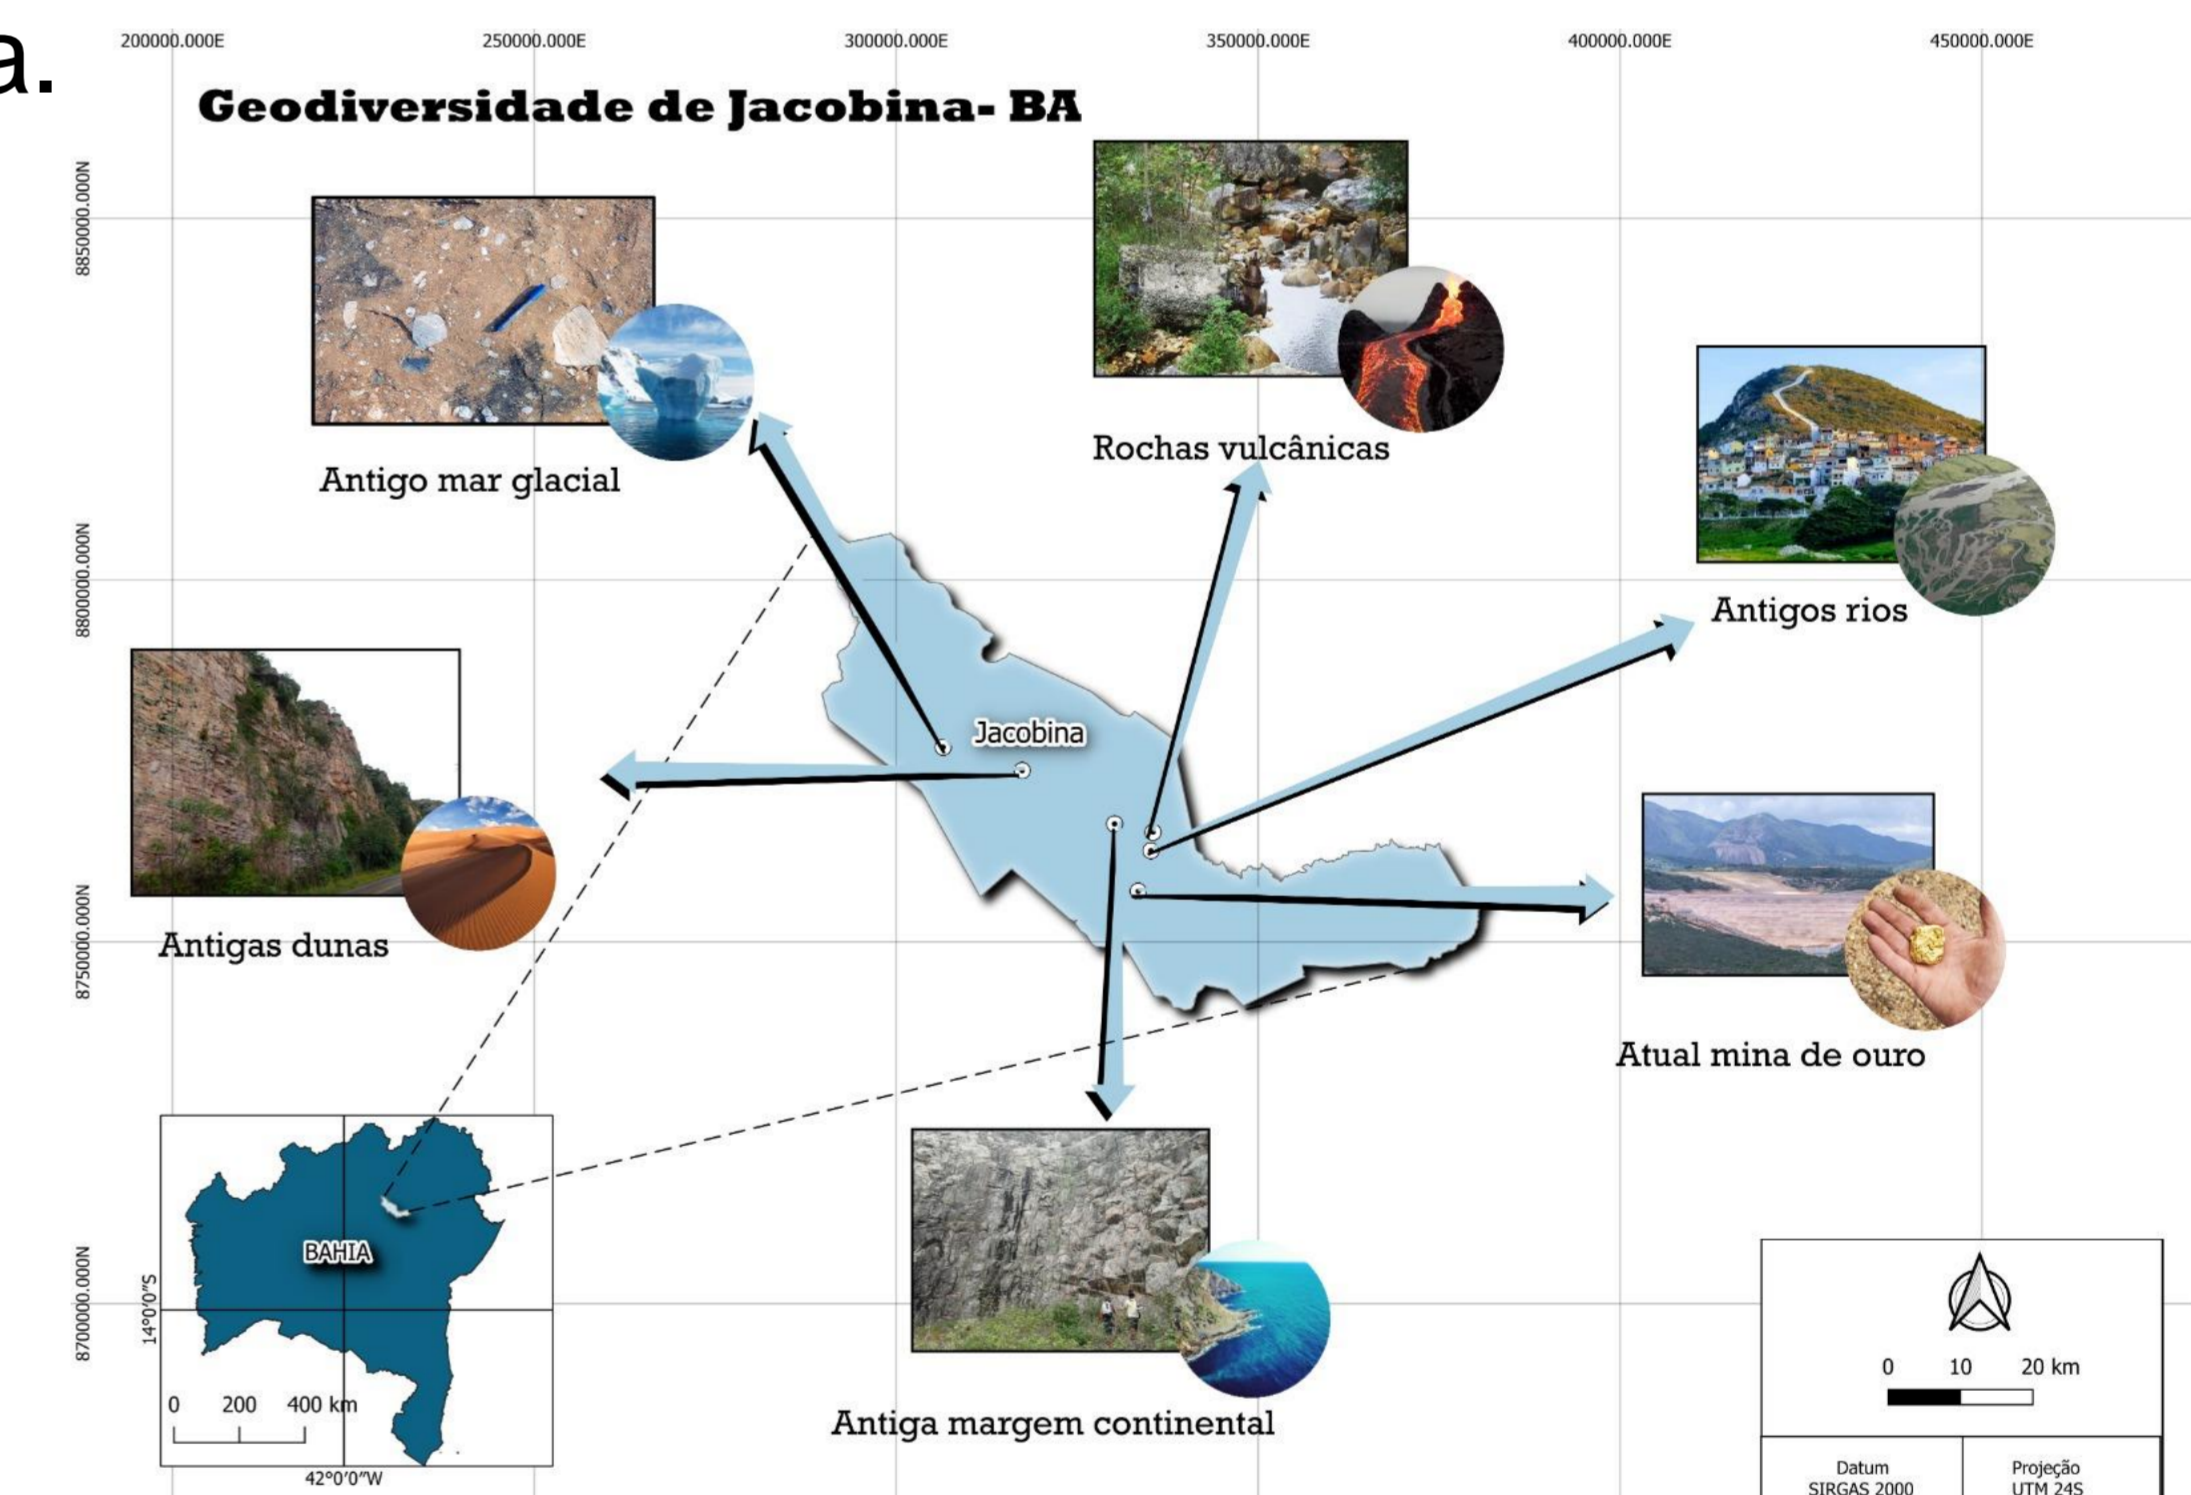 a.
200000.000E 250000.000E 300000.000E 350000.000E 400000.000E 450000.000E
Geodiversidade de Jacobina- BA
8850000.000N
8800000.000N
8750000.000N
8700000.000N
Antigo mar glacial
Rochas vulcânicas
Antigos rios
Jacobina
Antigas dunas
Atual mina de ouro
Antiga margem continental
BAHIA
14°0'0"S
0 200 400 km
42°0'0"W
0 10 20 km
Datum
SIRGAS 2000
Projeção
UTM 24S